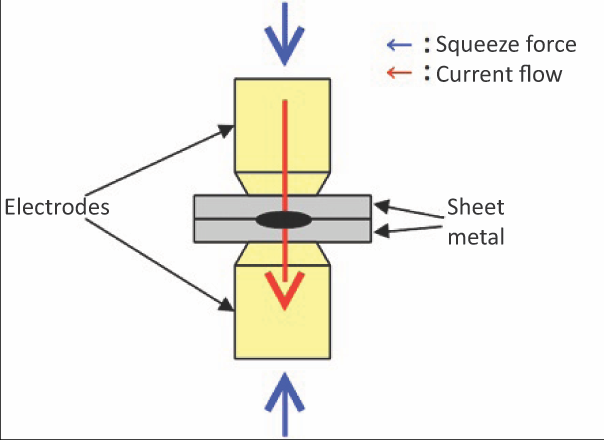 : Squeeze force
: Current flow
Electrodes
Sheet
metal